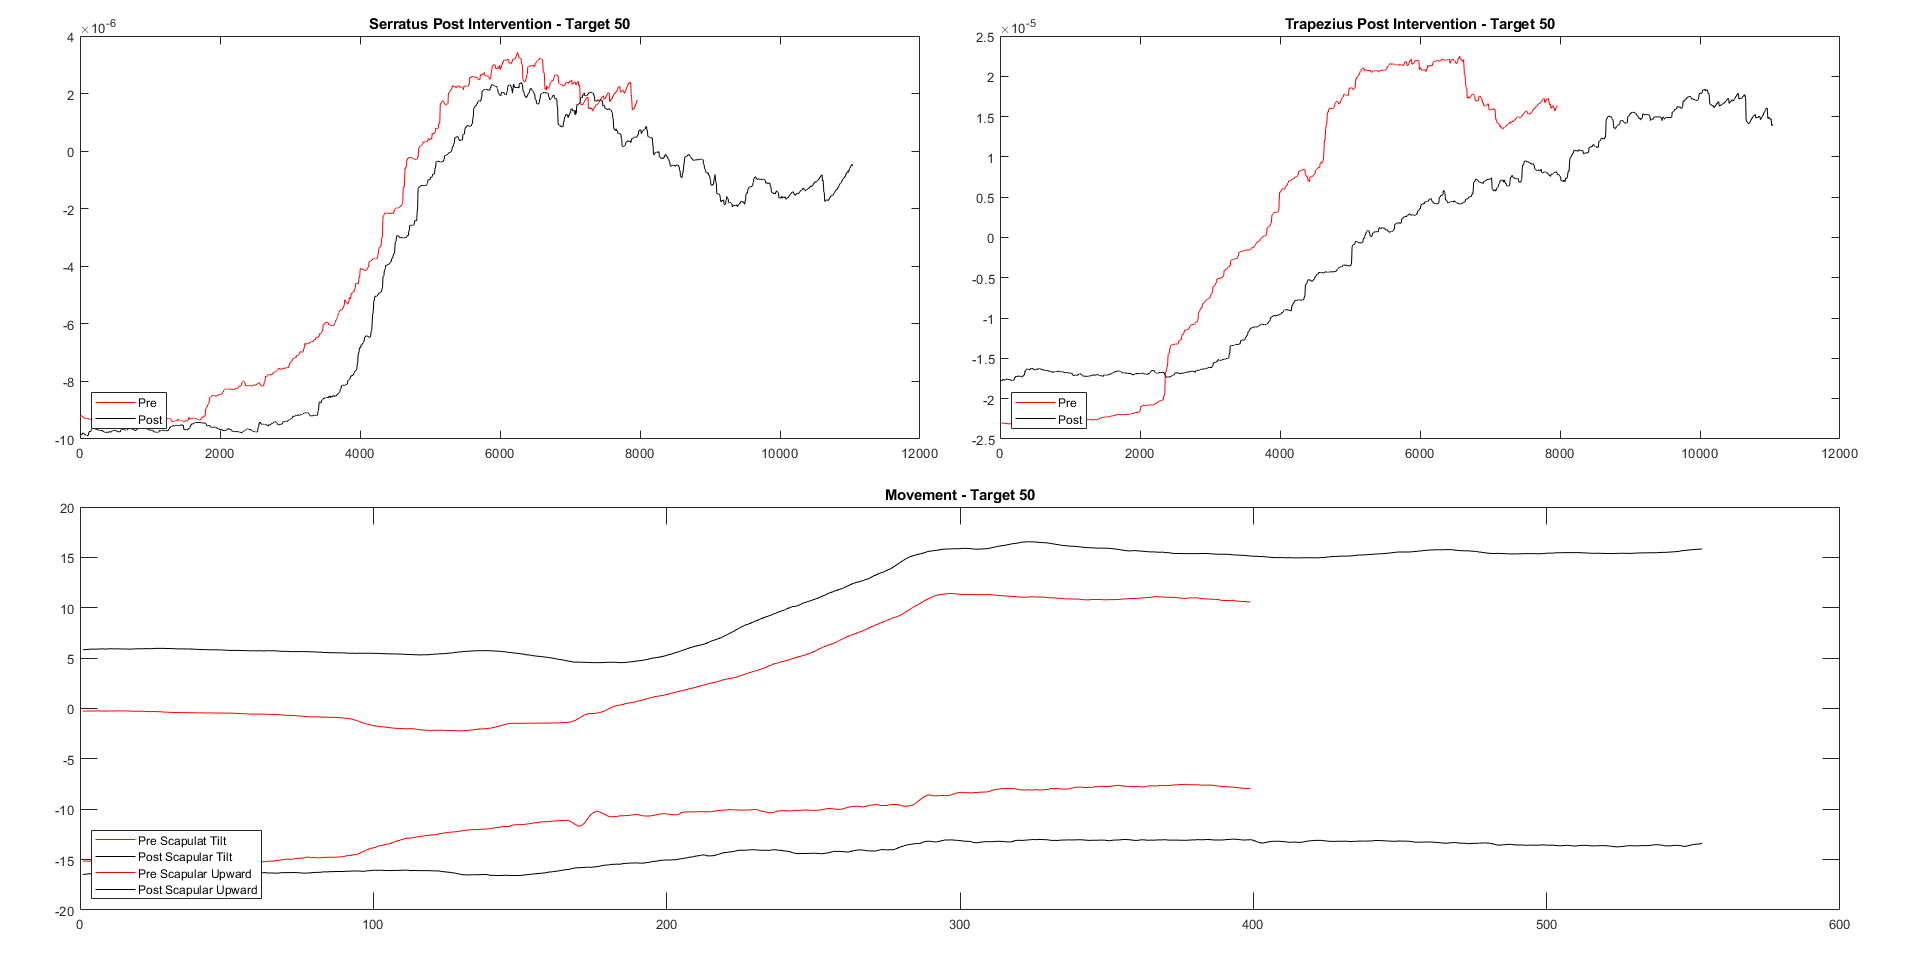 Serratus Post Intervention - Target 50
×10-6
4
2
0
-2
-4
-6
-8
-10
0 2000 4000 6000 8000 10000 12000
Pre
Post
Trapezius Post Intervention - Target 50
×10-5
2.5
2
1.5
1
0.5
0
-0.5
-1
-1.5
-2
-2.5
0 2000 4000 6000 8000 10000 12000
Pre
Post
Movement - Target 50
20
15
10
5
0
-5
-10
-15
-20
0 100 200 300 400 500 600
Pre Scapulat Tilt
Post Scapular Tilt
Pre Scapular Upward
Post Scapular Upward